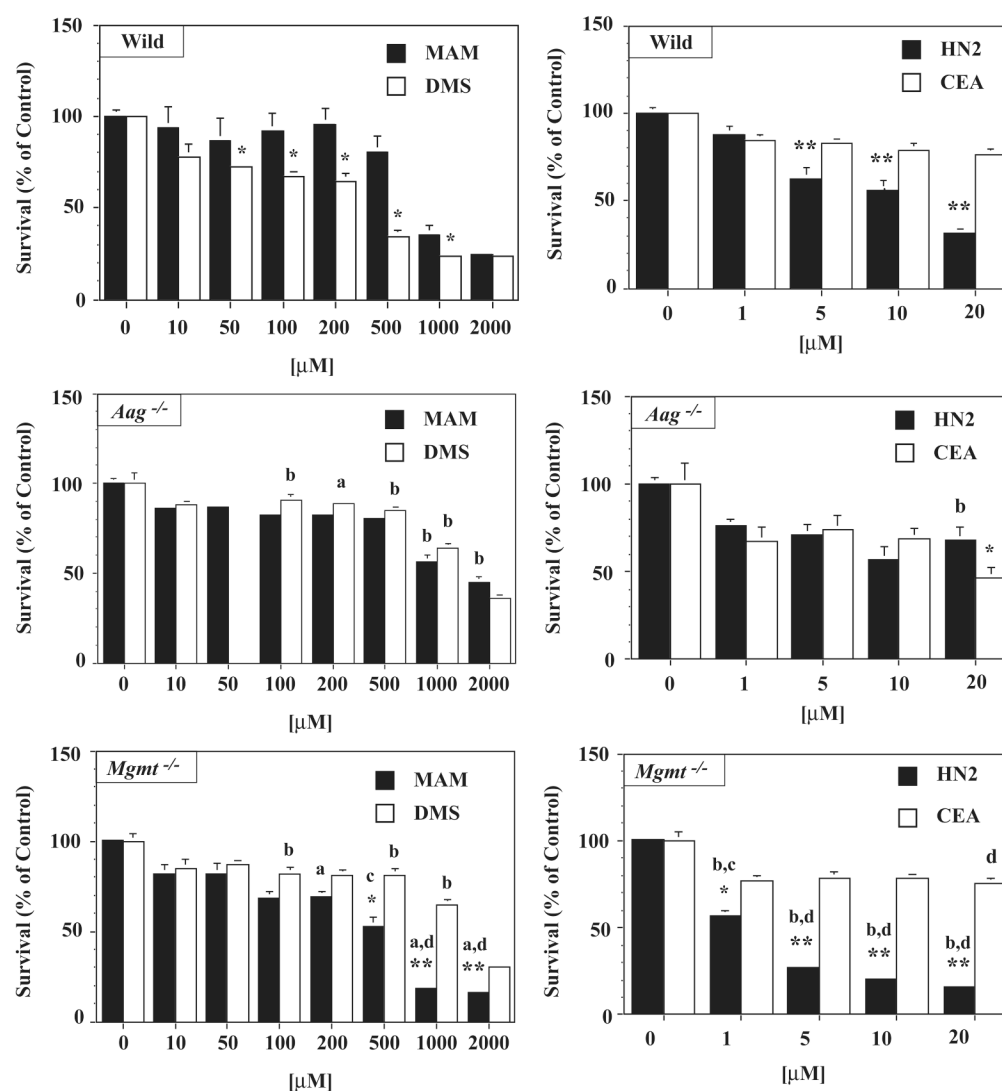 Wild
MAM
DMS
Survival (% of Control)
150
100
50
0
*
*
*
*
*
0 10 50 100 200 500 1000 2000
[µM]
Wild
HN2
CEA
Survival (% of Control)
150
100
50
0
**
**
**
0 1 5 10 20
[µM]
Aag -/-
MAM
DMS
Survival (% of Control)
150
100
50
0
b a b
b b b
0 10 50 100 200 500 1000 2000
[µM]
Aag -/-
HN2
CEA
Survival (% of Control)
150
100
50
0
b
*
0 1 5 10 20
[µM]
Mgmt -/-
MAM
DMS
Survival (% of Control)
150
100
50
0
b a c b
* b
a,d a,d
** **
0 10 50 100 200 500 1000 2000
[µM]
Mgmt -/-
HN2
CEA
Survival (% of Control)
150
100
50
0
b,c d
*
b,d b,d b,d
** ** **
0 1 5 10 20
[µM]